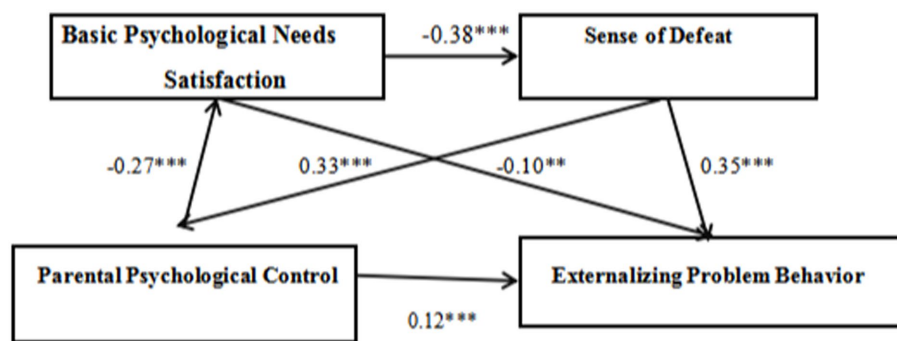 Basic Psychological Needs
Satisfaction
-0.38***
Sense of Defeat
-0.27***
0.33***
-0.10**
0.35***
Parental Psychological Control
0.12***
Externalizing Problem Behavior